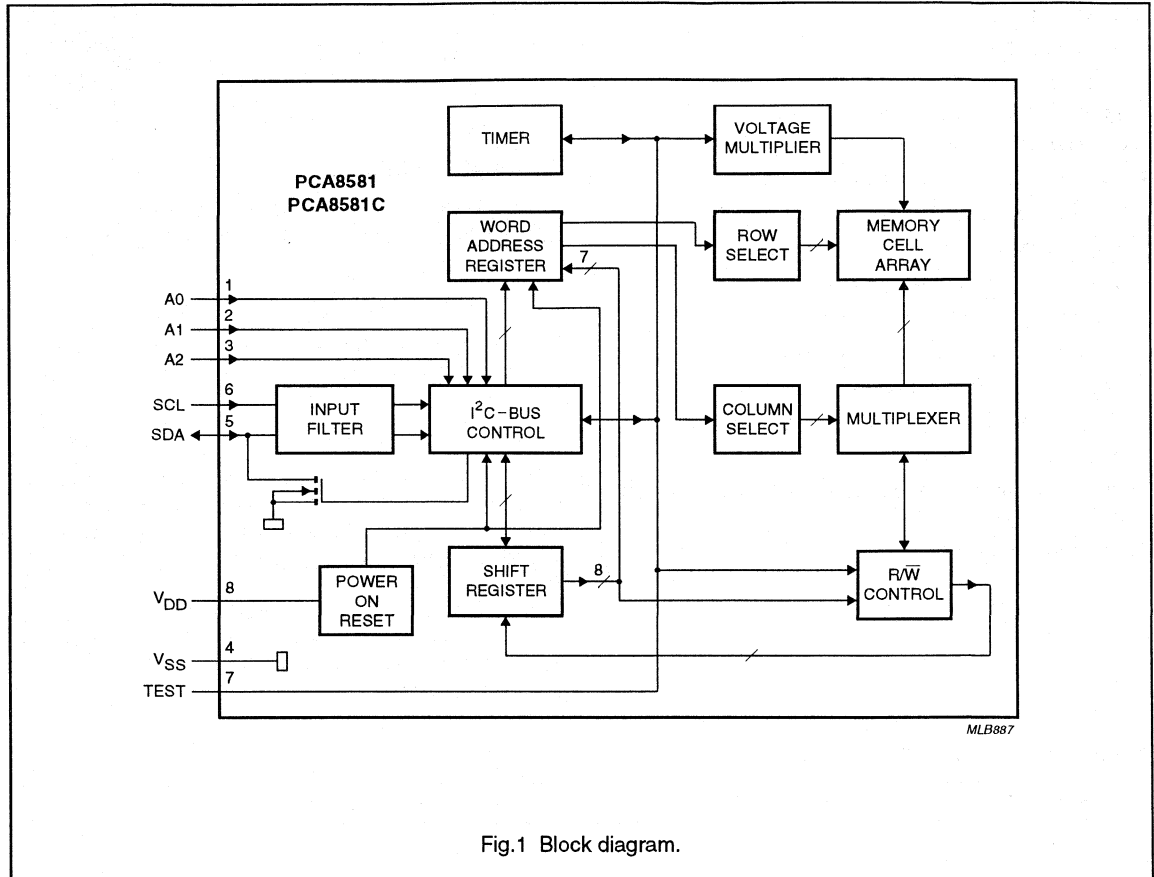 TIMER
VOLTAGE
MULTIPLIER
PCA8581
PCA8581C
WORD
ADDRESS
REGISTER
7
ROW
SELECT
MEMORY
CELL
ARRAY
A0
1
A1
2
A2
3
SCL
6
SDA
5
INPUT
FILTER
I²C-BUS
CONTROL
COLUMN
SELECT
MULTIPLEXER
VDD
8
POWER
ON
RESET
SHIFT
REGISTER
8
R/W̅
CONTROL
VSS
4
TEST
7
MLB887
Fig.1 Block diagram.